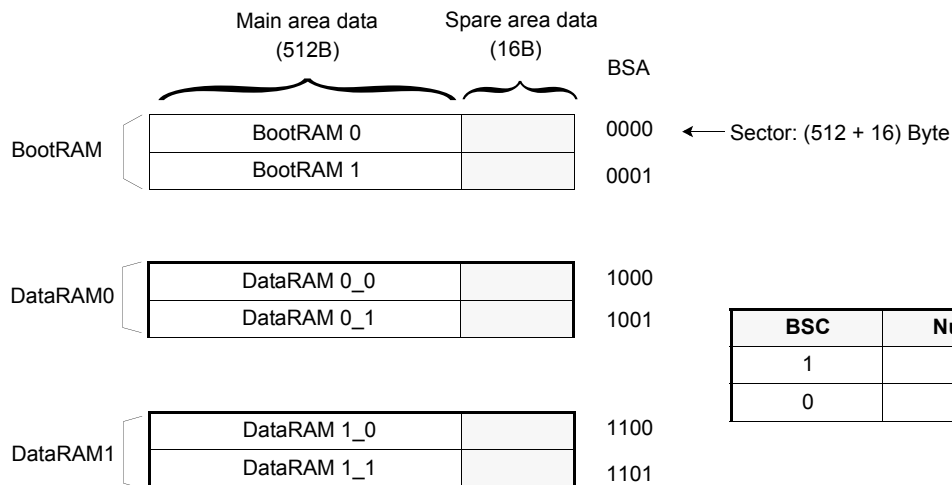 Main area data
(512B)
Spare area data
(16B)
BSA
BootRAM
BootRAM 0
0000
Sector: (512 + 16) Byte
BootRAM 1
0001
DataRAM0
DataRAM 0_0
1000
DataRAM 0_1
1001
BSC
1
0
DataRAM1
DataRAM 1_0
1100
DataRAM 1_1
1101